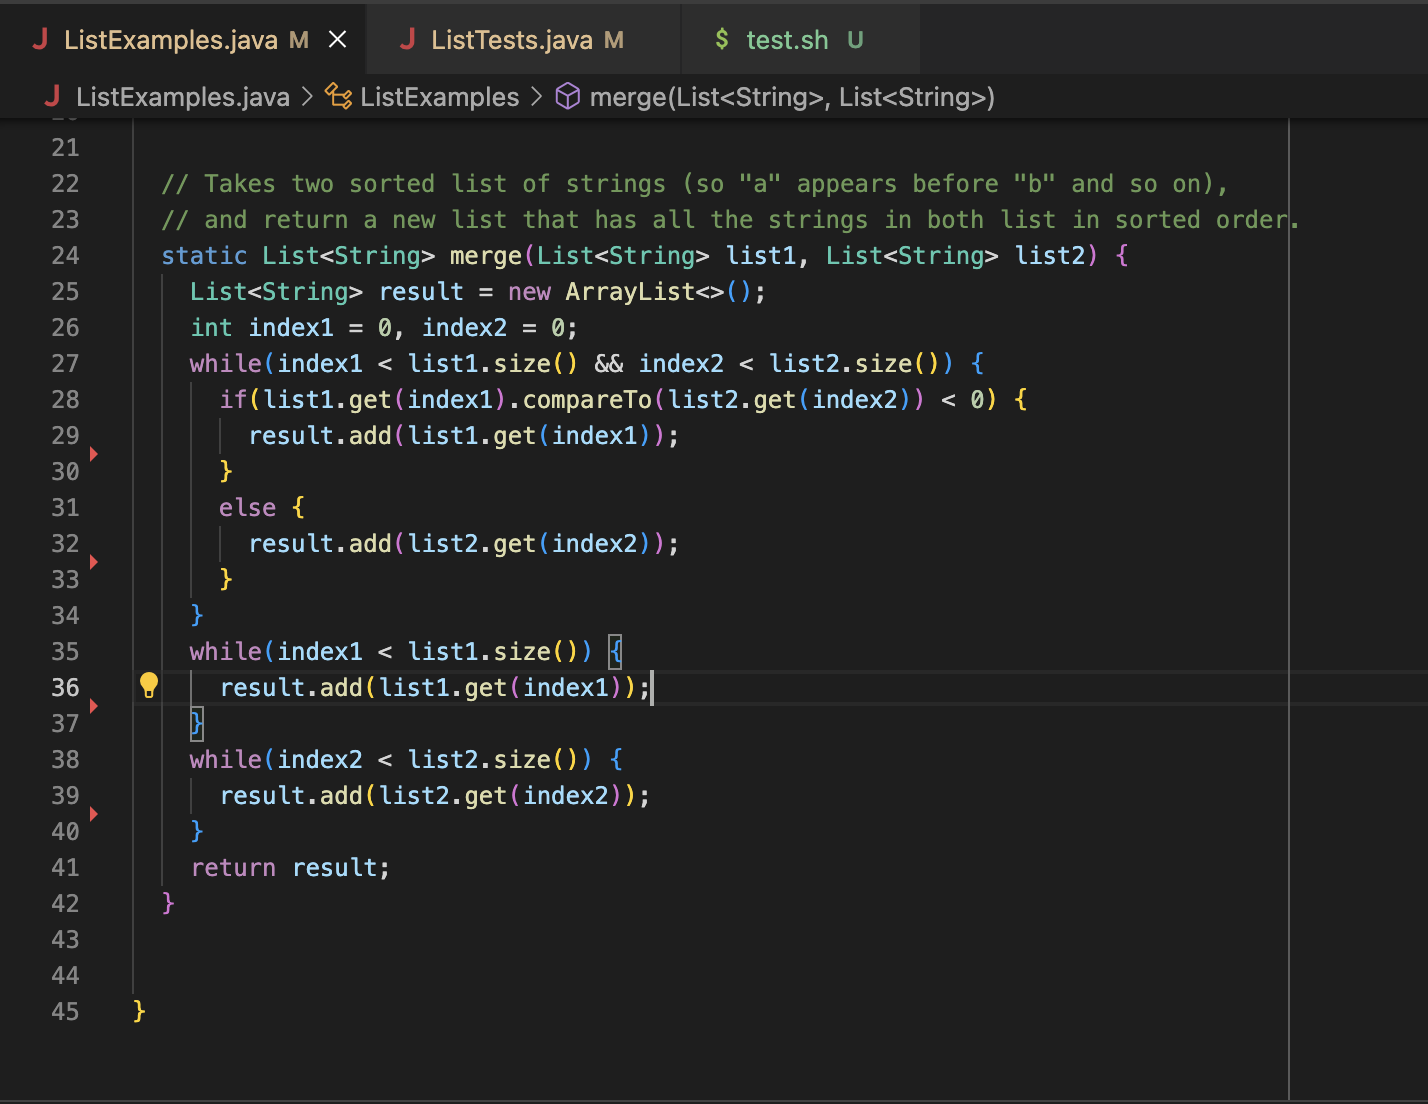 ListExamples.java M ListTests.java M $ test.sh U
ListExamples.java > ListExamples > merge(List<String>, List<String>)
21
22 // Takes two sorted list of strings (so "a" appears before "b" and so on),
23 // and return a new list that has all the strings in both list in sorted order.
24 static List<String> merge(List<String> list1, List<String> list2) {
25 List<String> result = new ArrayList<>();
26 int index1 = 0, index2 = 0;
27 while(index1 < list1.size() && index2 < list2.size()) {
28 if(list1.get(index1).compareTo(list2.get(index2)) < 0) {
29 result.add(list1.get(index1));
30 }
31 else {
32 result.add(list2.get(index2));
33 }
34 }
35 while(index1 < list1.size()) {
36 result.add(list1.get(index1));
37 }
38 while(index2 < list2.size()) {
39 result.add(list2.get(index2));
40 }
41 return result;
42 }
43
44
45 }